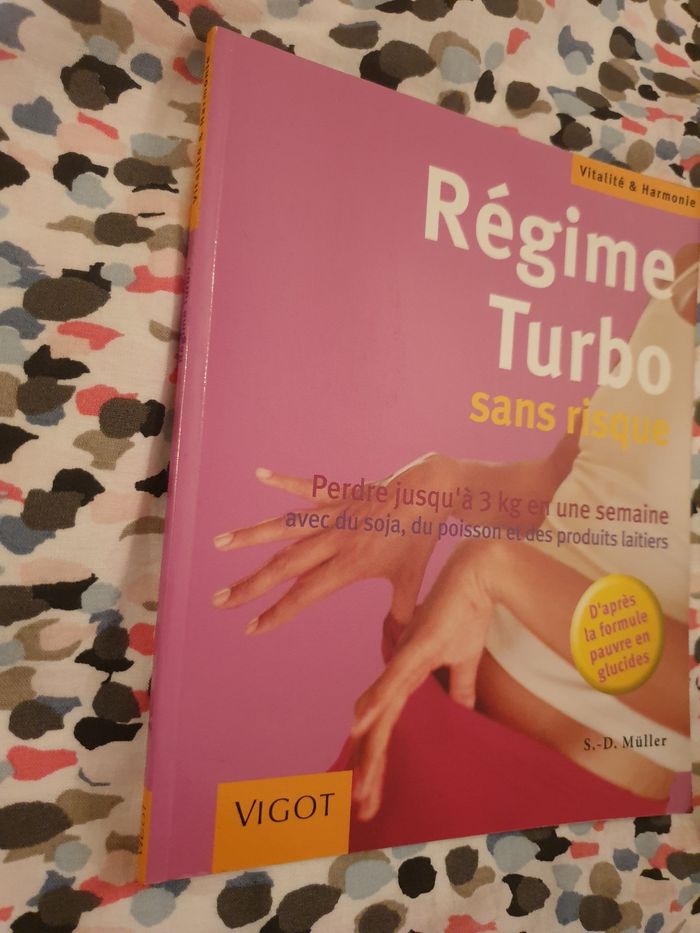 Vitalité & Harmonie
Régime
Turbo
sans risque
Perdre jusqu'à 3 kg en une semaine
avec du soja, du poisson et des produits laitiers
D'après
la formule
pauvre en
glucides
S.-D. Müller
VIGOT